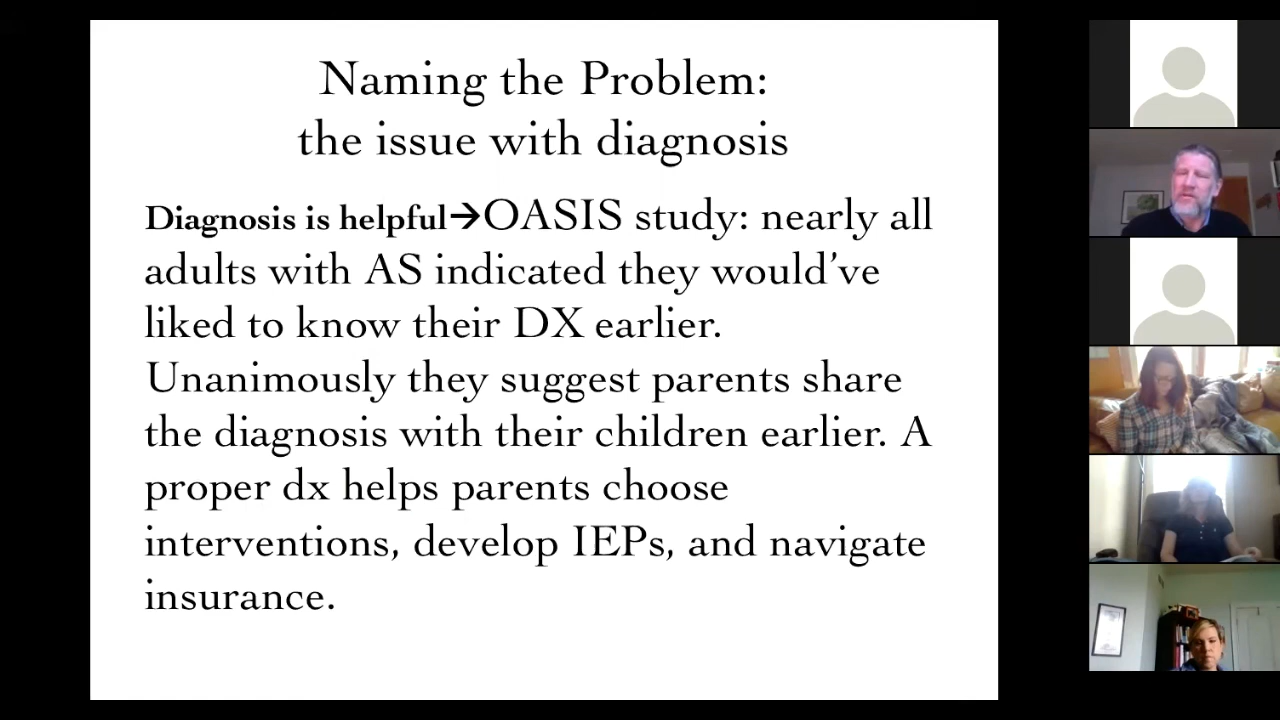 Naming the Problem:
the issue with diagnosis
Diagnosis is helpful→OASIS study: nearly all
adults with AS indicated they would've
liked to know their DX earlier.
Unanimously they suggest parents share
the diagnosis with their children earlier. A
proper dx helps parents choose
interventions, develop IEPs, and navigate
insurance.